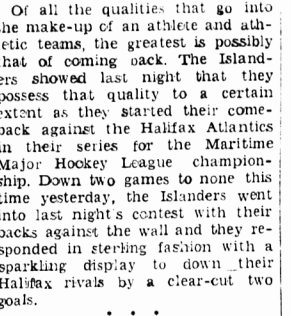 Of all the qualities that go into
the make-up of an athlete and ath-
letic teams, the greatest is possibly
that of coming back. The Island-
ers showed last night that they
possess that quality to a certain
extent as they started their come-
back against the Halifax Atlantics
in their series for the Maritime
Major Hockey League champion-
ship. Down two games to none this
time yesterday, the Islanders went
into last night's contest with their
backs against the wall and they re-
sponded in sterling fashion with a
sparkling display to down their
Halifax rivals by a clear-cut two
goals.
• • •